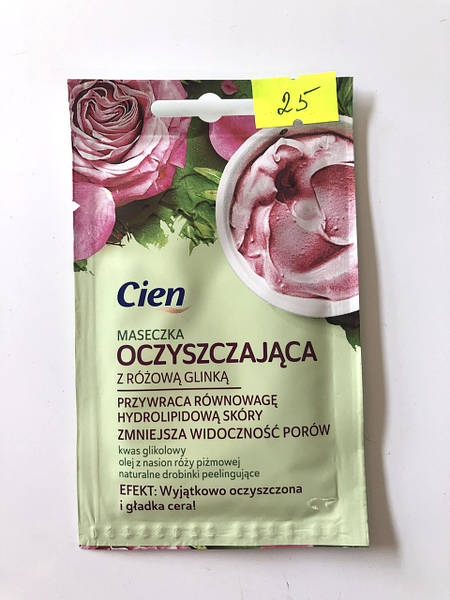 25
Cien
MASECZKA
OCZYSZCZAJĄCA
Z RÓŻOWĄ GLINKĄ
PRZYWRACA RÓWNOWAGĘ
HYDROLIPIDOWĄ SKÓRY
ZMNIEJSZA WIDOCZNOŚĆ PORÓW
kwas glikolowy
olej z nasion róży piżmowej
naturalne drobinki peelingujące
EFEKT: Wyjątkowo oczyszczona
i gładka cera!